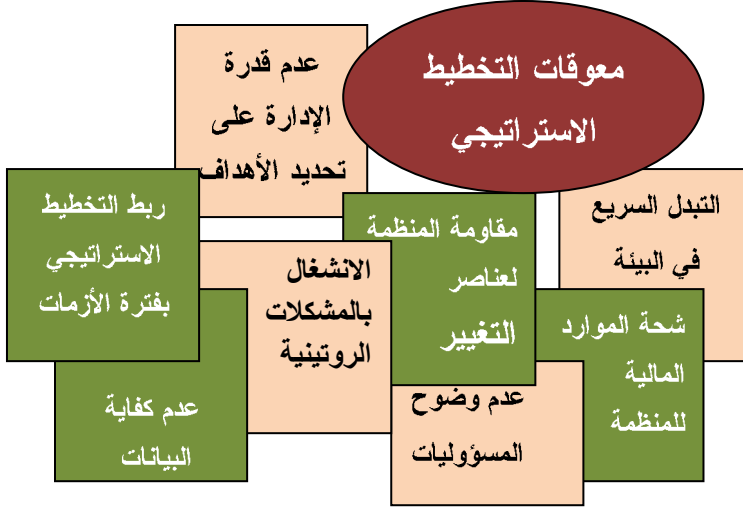 معوقات التخطيط
الاستراتيجي
عدم قدرة
الإدارة على
تحديد الأهداف
التبدل السريع
في البيئة
مقاومة المنظمة
لعناصر
التغيير
ربط التخطيط
الاستراتيجي
بفترة الأزمات
الانشغال
بالمشكلات
الروتينية
شحة الموارد
المالية
للمنظمة
عدم وضوح
المسؤوليات
عدم كفاية
البيانات